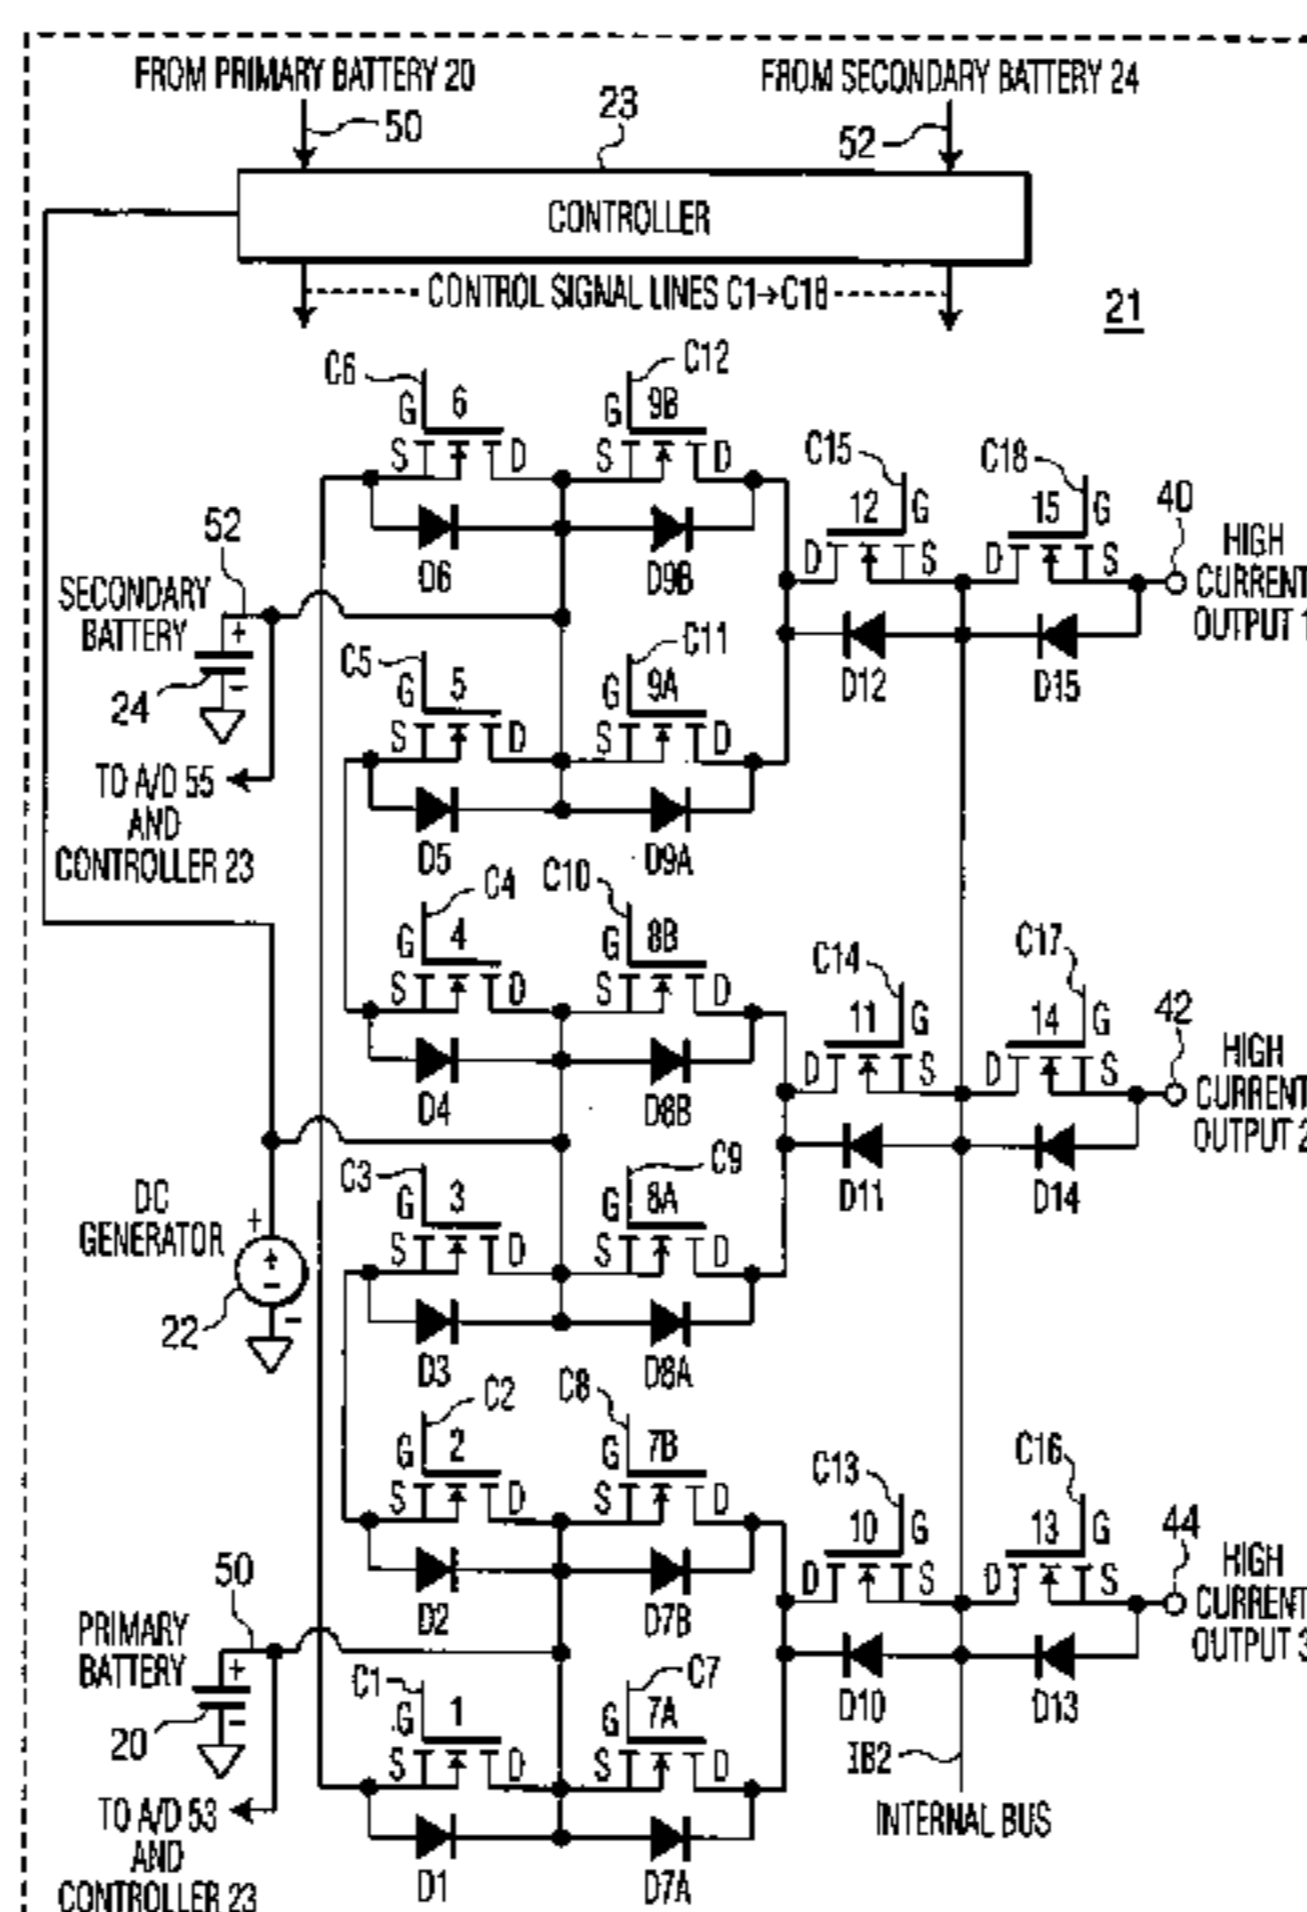 FROM PRIMARY BATTERY 20
FROM SECONDARY BATTERY 24
50
23
52
CONTROLLER
CONTROL SIGNAL LINES C1→C18
21
C6
G
6
S
D
D6
C12
G
9B
S
D
D9B
C15
12
G
D
S
D12
C18
15
G
D
S
D15
40
HIGH
CURRENT
OUTPUT 1
52
SECONDARY
BATTERY
+
-
24
TO A/D 55
AND
CONTROLLER 23
C5
G
5
S
D
D5
C11
G
9A
S
D
D9A
C4
G
4
S
D
D4
C10
G
8B
S
D
D8B
C14
11
G
D
S
D11
C17
14
G
D
S
D14
42
HIGH
CURRENT
OUTPUT 2
DC
GENERATOR
+
+
-
-
22
C3
G
3
S
D
D3
C9
G
8A
S
D
D8A
C2
G
2
S
D
D2
C8
G
7B
S
D
D7B
C13
10
G
D
S
D10
C16
13
G
D
S
D13
44
HIGH
CURRENT
OUTPUT 3
50
PRIMARY
BATTERY
+
-
20
TO A/D 53
AND
CONTROLLER 23
C1
G
1
S
D
D1
C7
G
7A
S
D
D7A
IB2
INTERNAL BUS